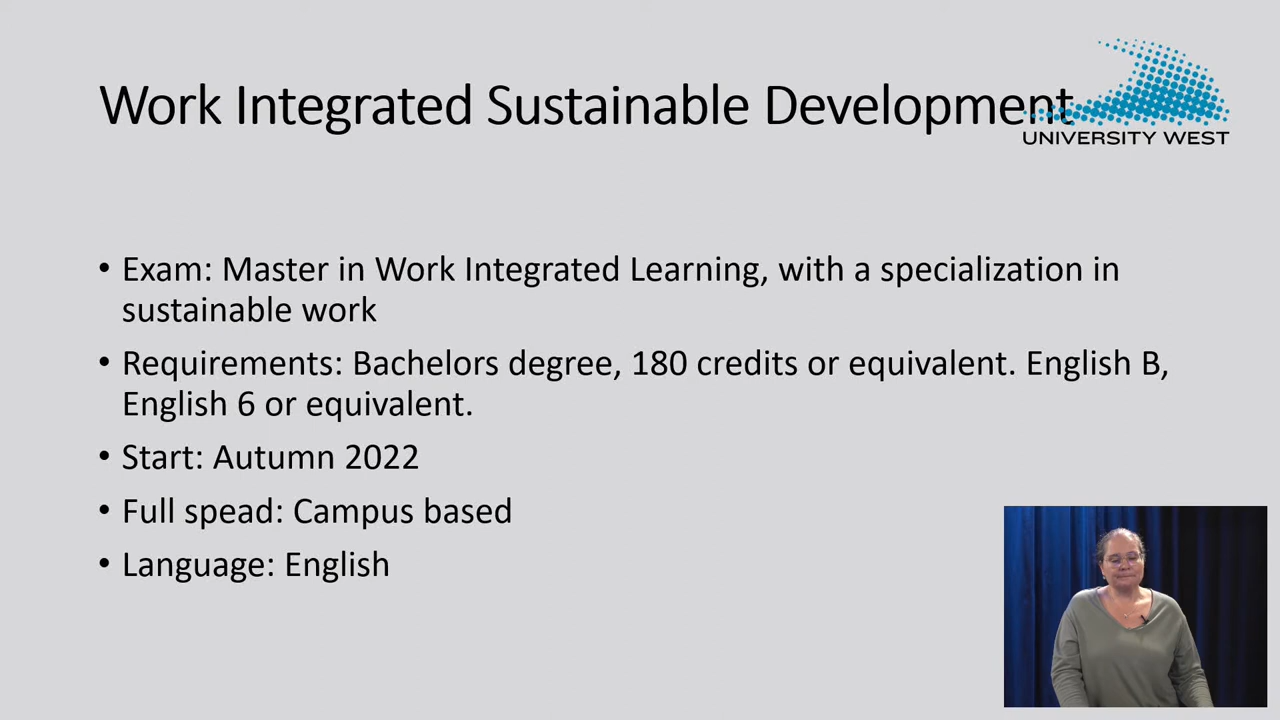 Work Integrated Sustainable Development
UNIVERSITY WEST
• Exam: Master in Work Integrated Learning, with a specialization in
sustainable work
• Requirements: Bachelors degree, 180 credits or equivalent. English B,
English 6 or equivalent.
• Start: Autumn 2022
• Full spead: Campus based
• Language: English